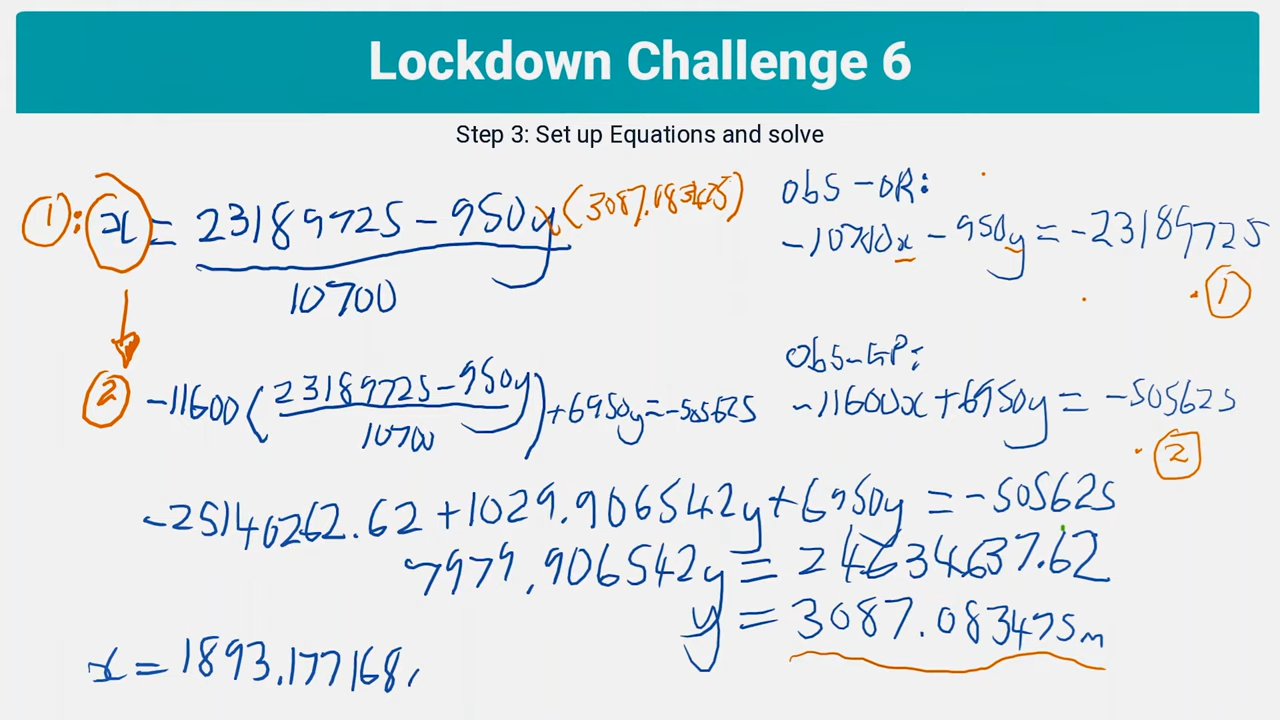 Lockdown Challenge 6
Step 3: Set up Equations and solve
①: x = 23189725 - 950y (3087.083475)
10700
Obs-OR:
-10700x - 950y = -23189725
①
② -11600(23189725-950y / 10700)+6950y=-505625
Obs-GP:
-11600x+6950y = -505625
②
-25140262.62 +1029.906542y+6950y = -505625
7979.906542y = 24634637.62
y = 3087.083475m
x = 1893.177168,